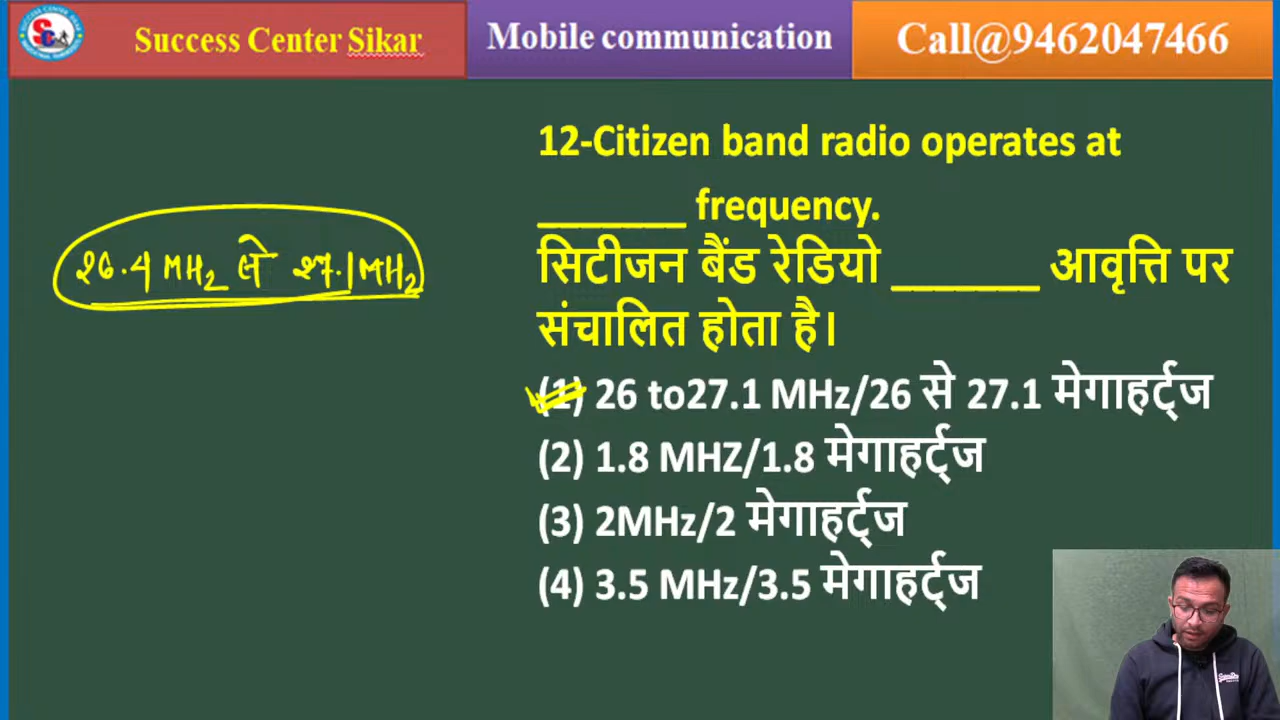 Success Center Sikar
Mobile communication
Call@9462047466
12-Citizen band radio operates at
_______ frequency.
सिटीजन बैंड रेडियो _______ आवृत्ति पर
संचालित होता है।
(1) 26 to27.1 MHz/26 से 27.1 मेगाहर्ट्ज
(2) 1.8 MHZ/1.8 मेगाहर्ट्ज
(3) 2MHz/2 मेगाहर्ट्ज
(4) 3.5 MHz/3.5 मेगाहर्ट्ज
26.4 MHz से 27.1MHz